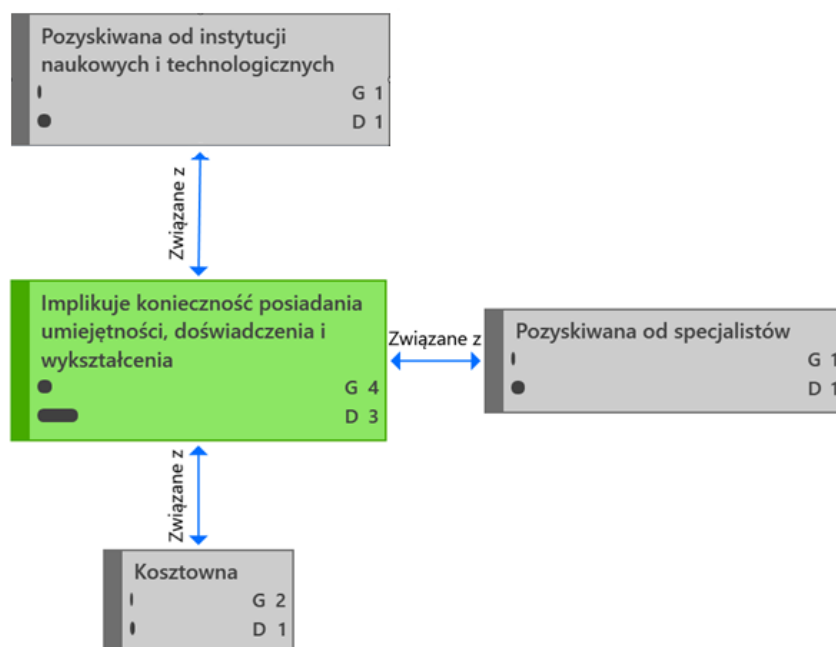 Pozyskiwana od instytucji
naukowych i technologicznych
G 1
D 1
Związane z
Implikuje konieczność posiadania
umiejętności, doświadczenia i
wykształcenia
G 4
D 3
Związane z
Pozyskiwana od specjalistów
G 1
D 1
Związane z
Kosztowna
G 2
D 1